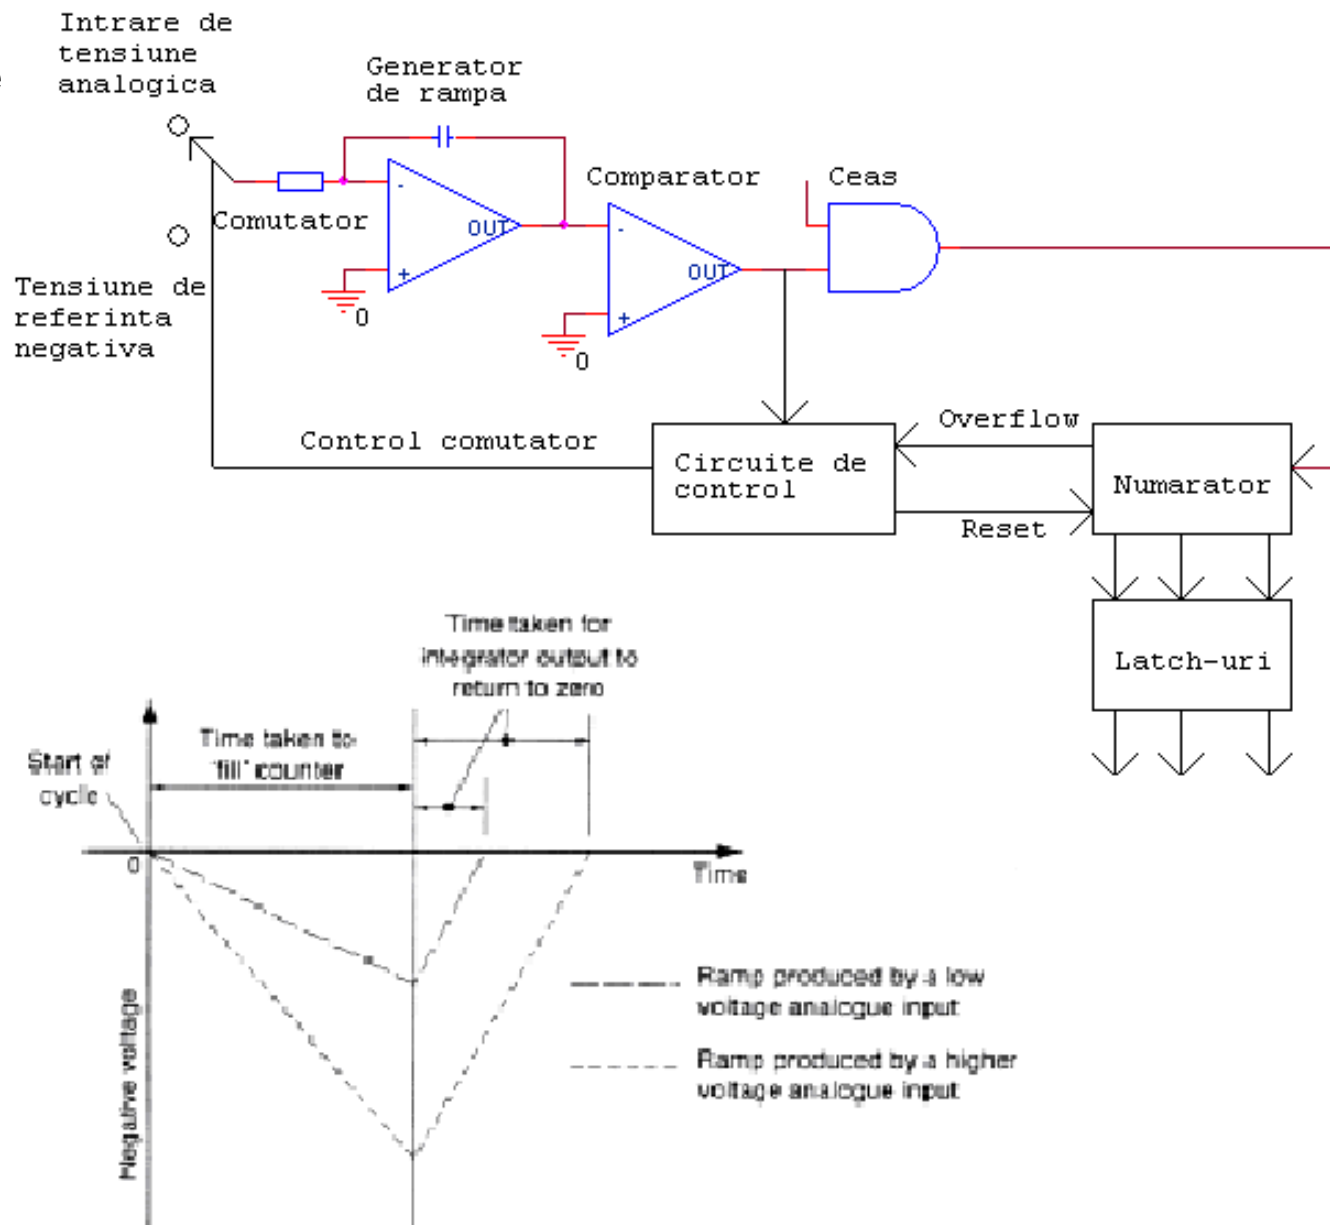 Intrare de
tensiune
analogica
Generator
de rampa
Comparator
Ceas
Comutator
-
OUT
+
0
-
OUT
+
0
Tensiune de
referinta
negativa
Control comutator
Circuite de
control
Overflow
Reset
Numarator
Latch-uri
Time taken for
integrator output to
return to zero
Time taken to
'fill' counter
Start of
cycle
0
Time
Negative voltage
Ramp produced by a low
voltage analogue input
Ramp produced by a higher
voltage analogue input